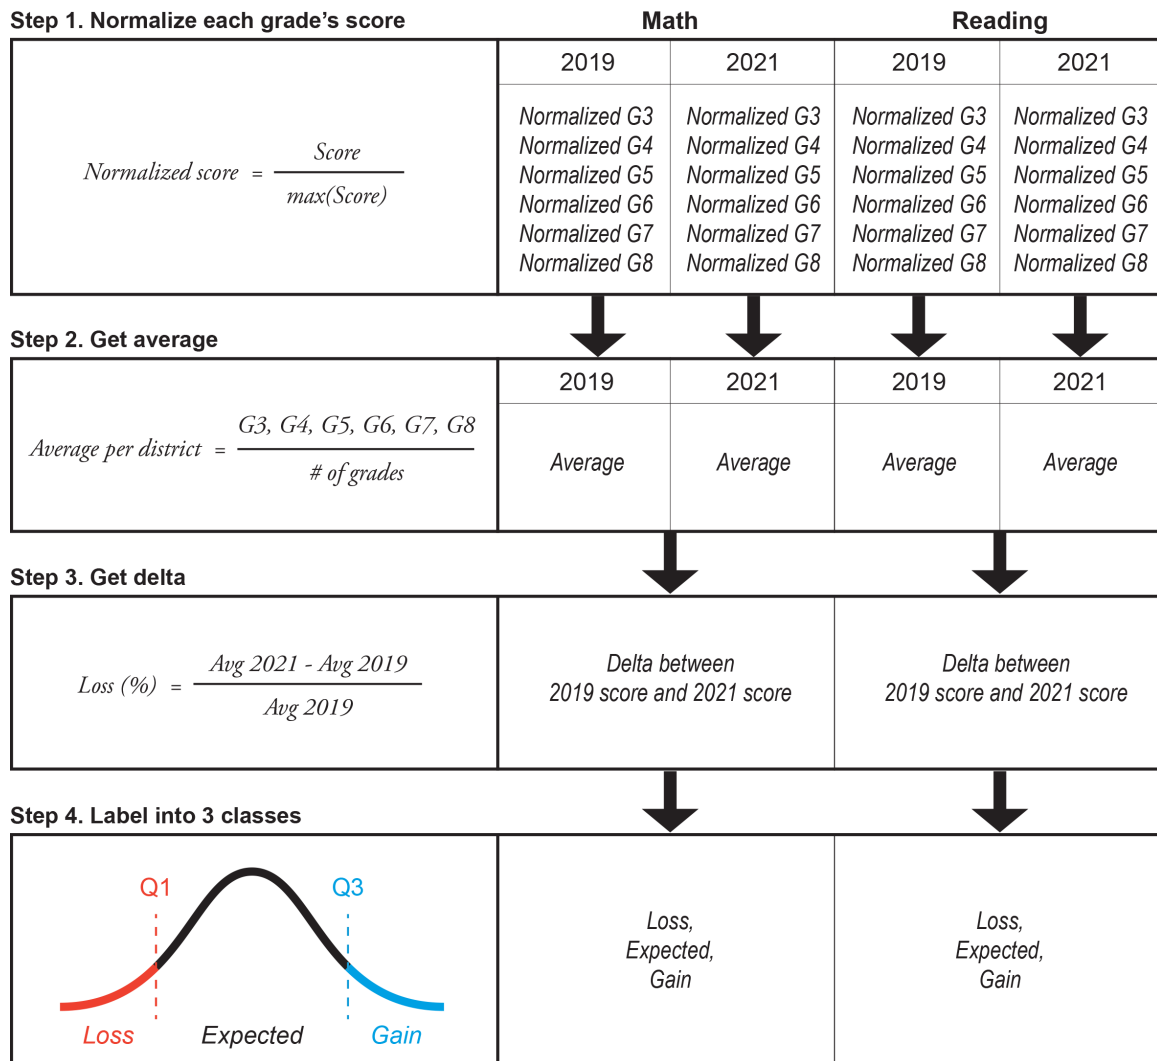 Step 1. Normalize each grade’s score
Math
Reading
2019
2021
2019
2021
Normalized score = Score
max(Score)
Normalized G3
Normalized G4
Normalized G5
Normalized G6
Normalized G7
Normalized G8
Normalized G3
Normalized G4
Normalized G5
Normalized G6
Normalized G7
Normalized G8
Normalized G3
Normalized G4
Normalized G5
Normalized G6
Normalized G7
Normalized G8
Normalized G3
Normalized G4
Normalized G5
Normalized G6
Normalized G7
Normalized G8
Step 2. Get average
2019
2021
2019
2021
Average per district = G3, G4, G5, G6, G7, G8
# of grades
Average
Average
Average
Average
Step 3. Get delta
Loss (%) = Avg 2021 - Avg 2019
Avg 2019
Delta between
2019 score and 2021 score
Delta between
2019 score and 2021 score
Step 4. Label into 3 classes
Q1
Q3
Loss
Expected
Gain
Loss,
Expected,
Gain
Loss,
Expected,
Gain